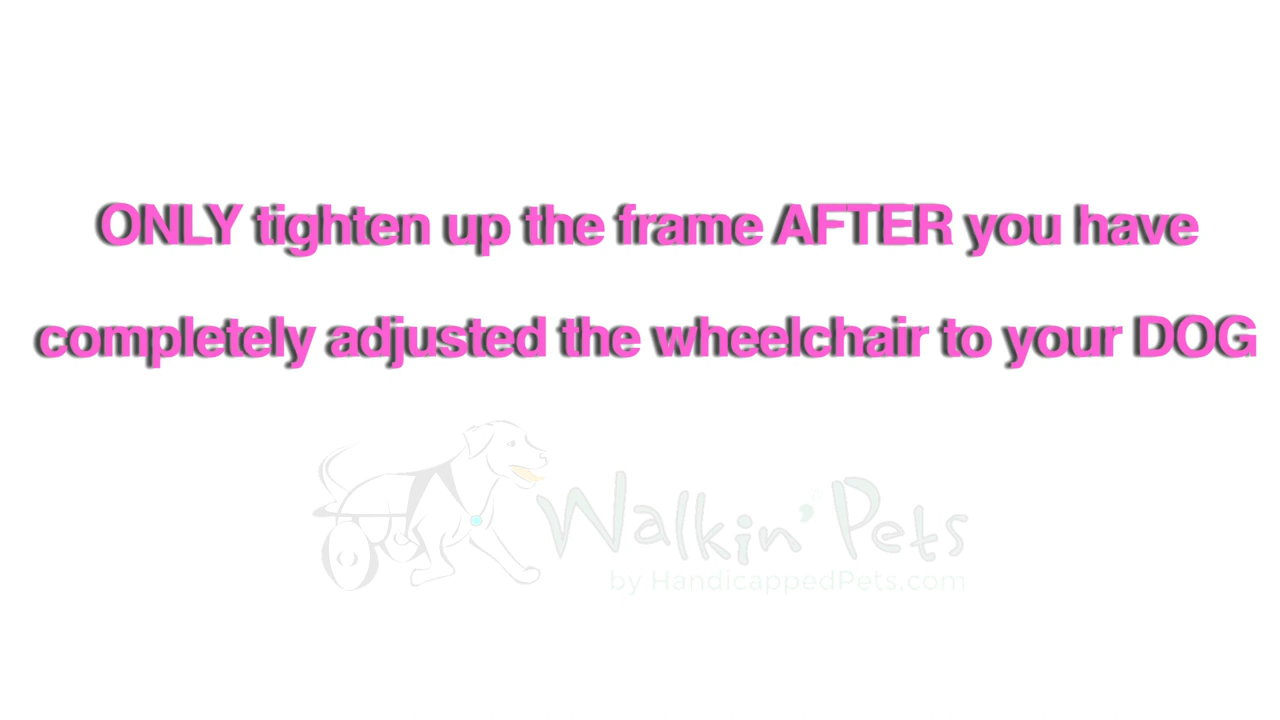 ONLY tighten up the frame AFTER you have
completely adjusted the wheelchair to your DOG
Walkin' Pets
by HandicappedPets.com